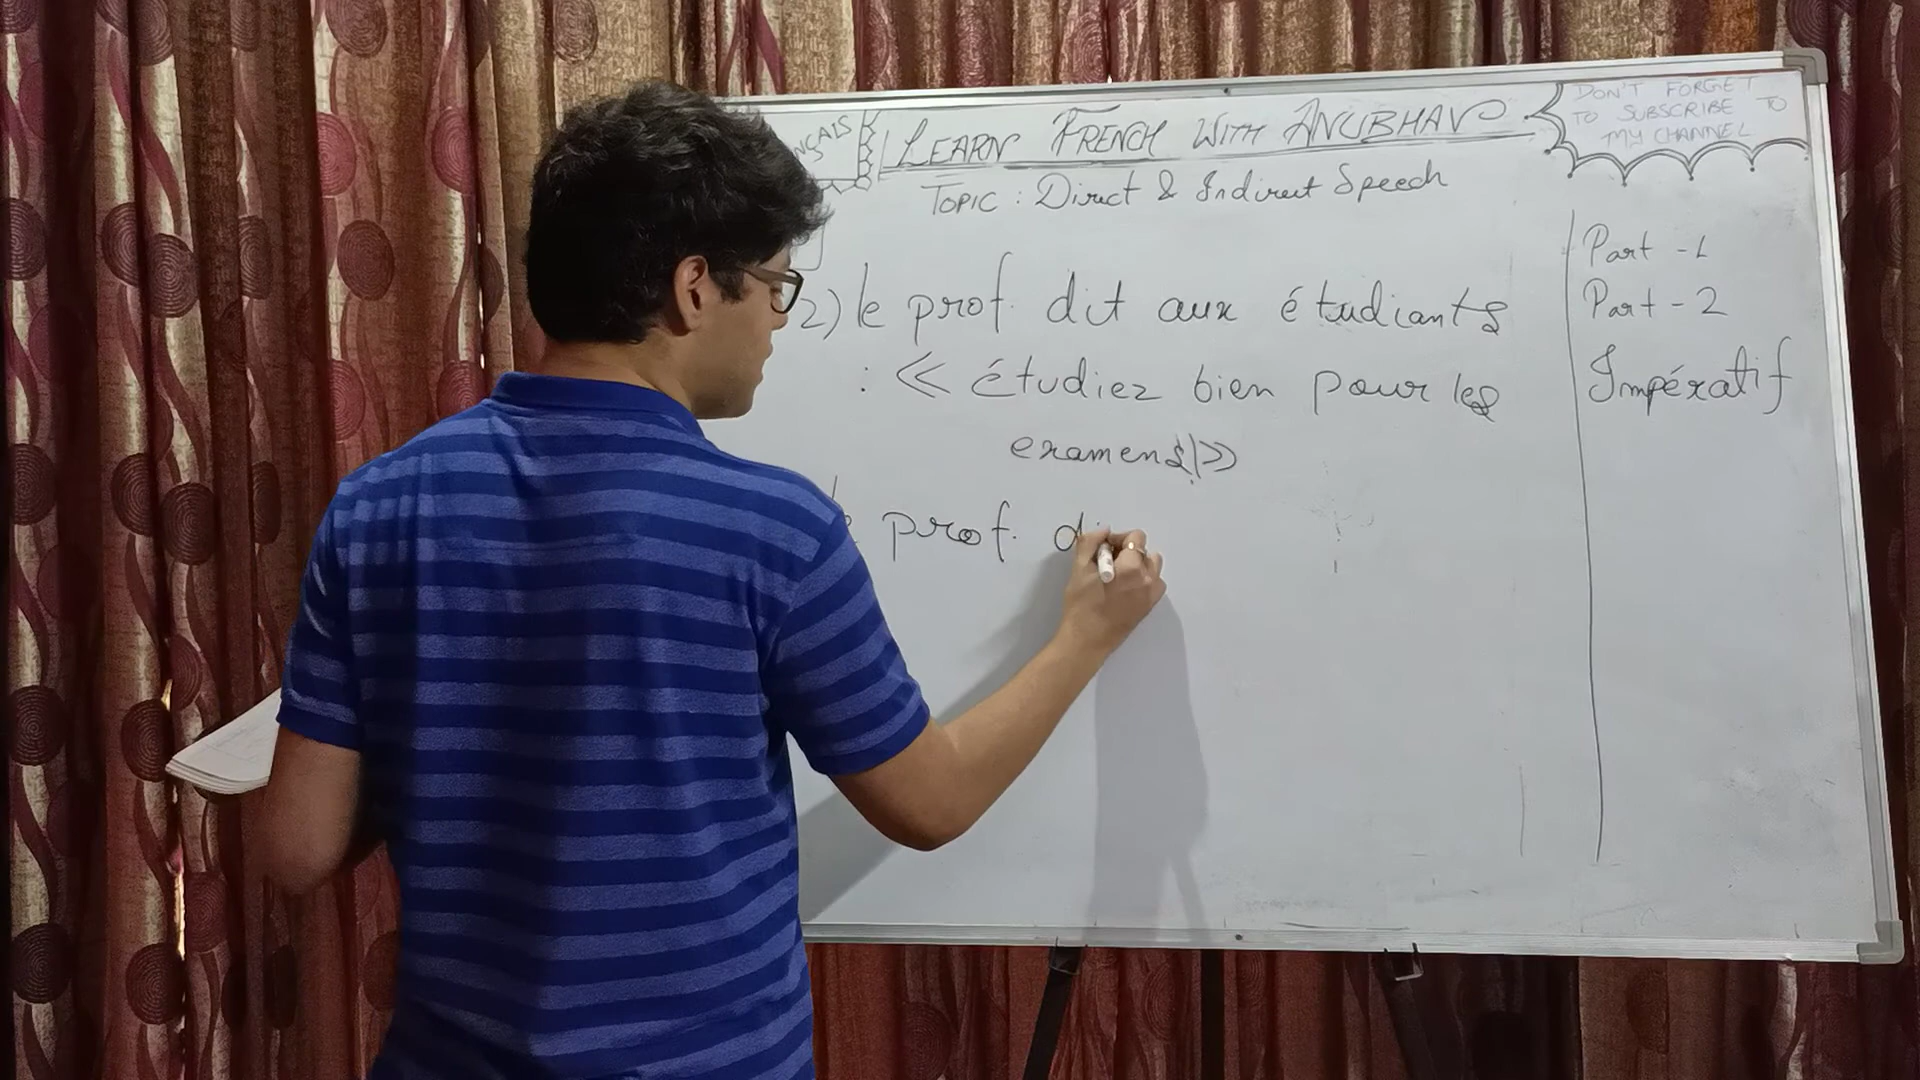 LEARN FRENCH WITH ANUBHAV
DON'T FORGET
TO SUBSCRIBE TO
MY CHANNEL
TOPIC : Direct & Indirect Speech
2) le prof. dit aux étudiants
: << étudiez bien pour les
examens|>>
prof. di
Part - 1
Part - 2
Impératif